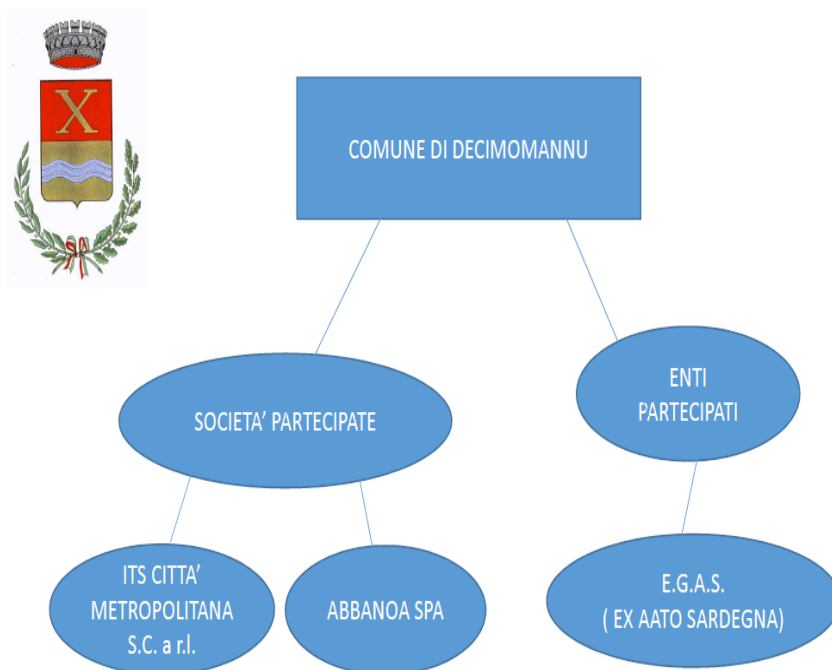 X
COMUNE DI DECIMOMANNU
SOCIETA’ PARTECIPATE
ENTI
PARTECIPATI
ITS CITTA’
METROPOLITANA
S.C. a r.l.
ABBANOA SPA
E.G.A.S.
( EX AATO SARDEGNA)